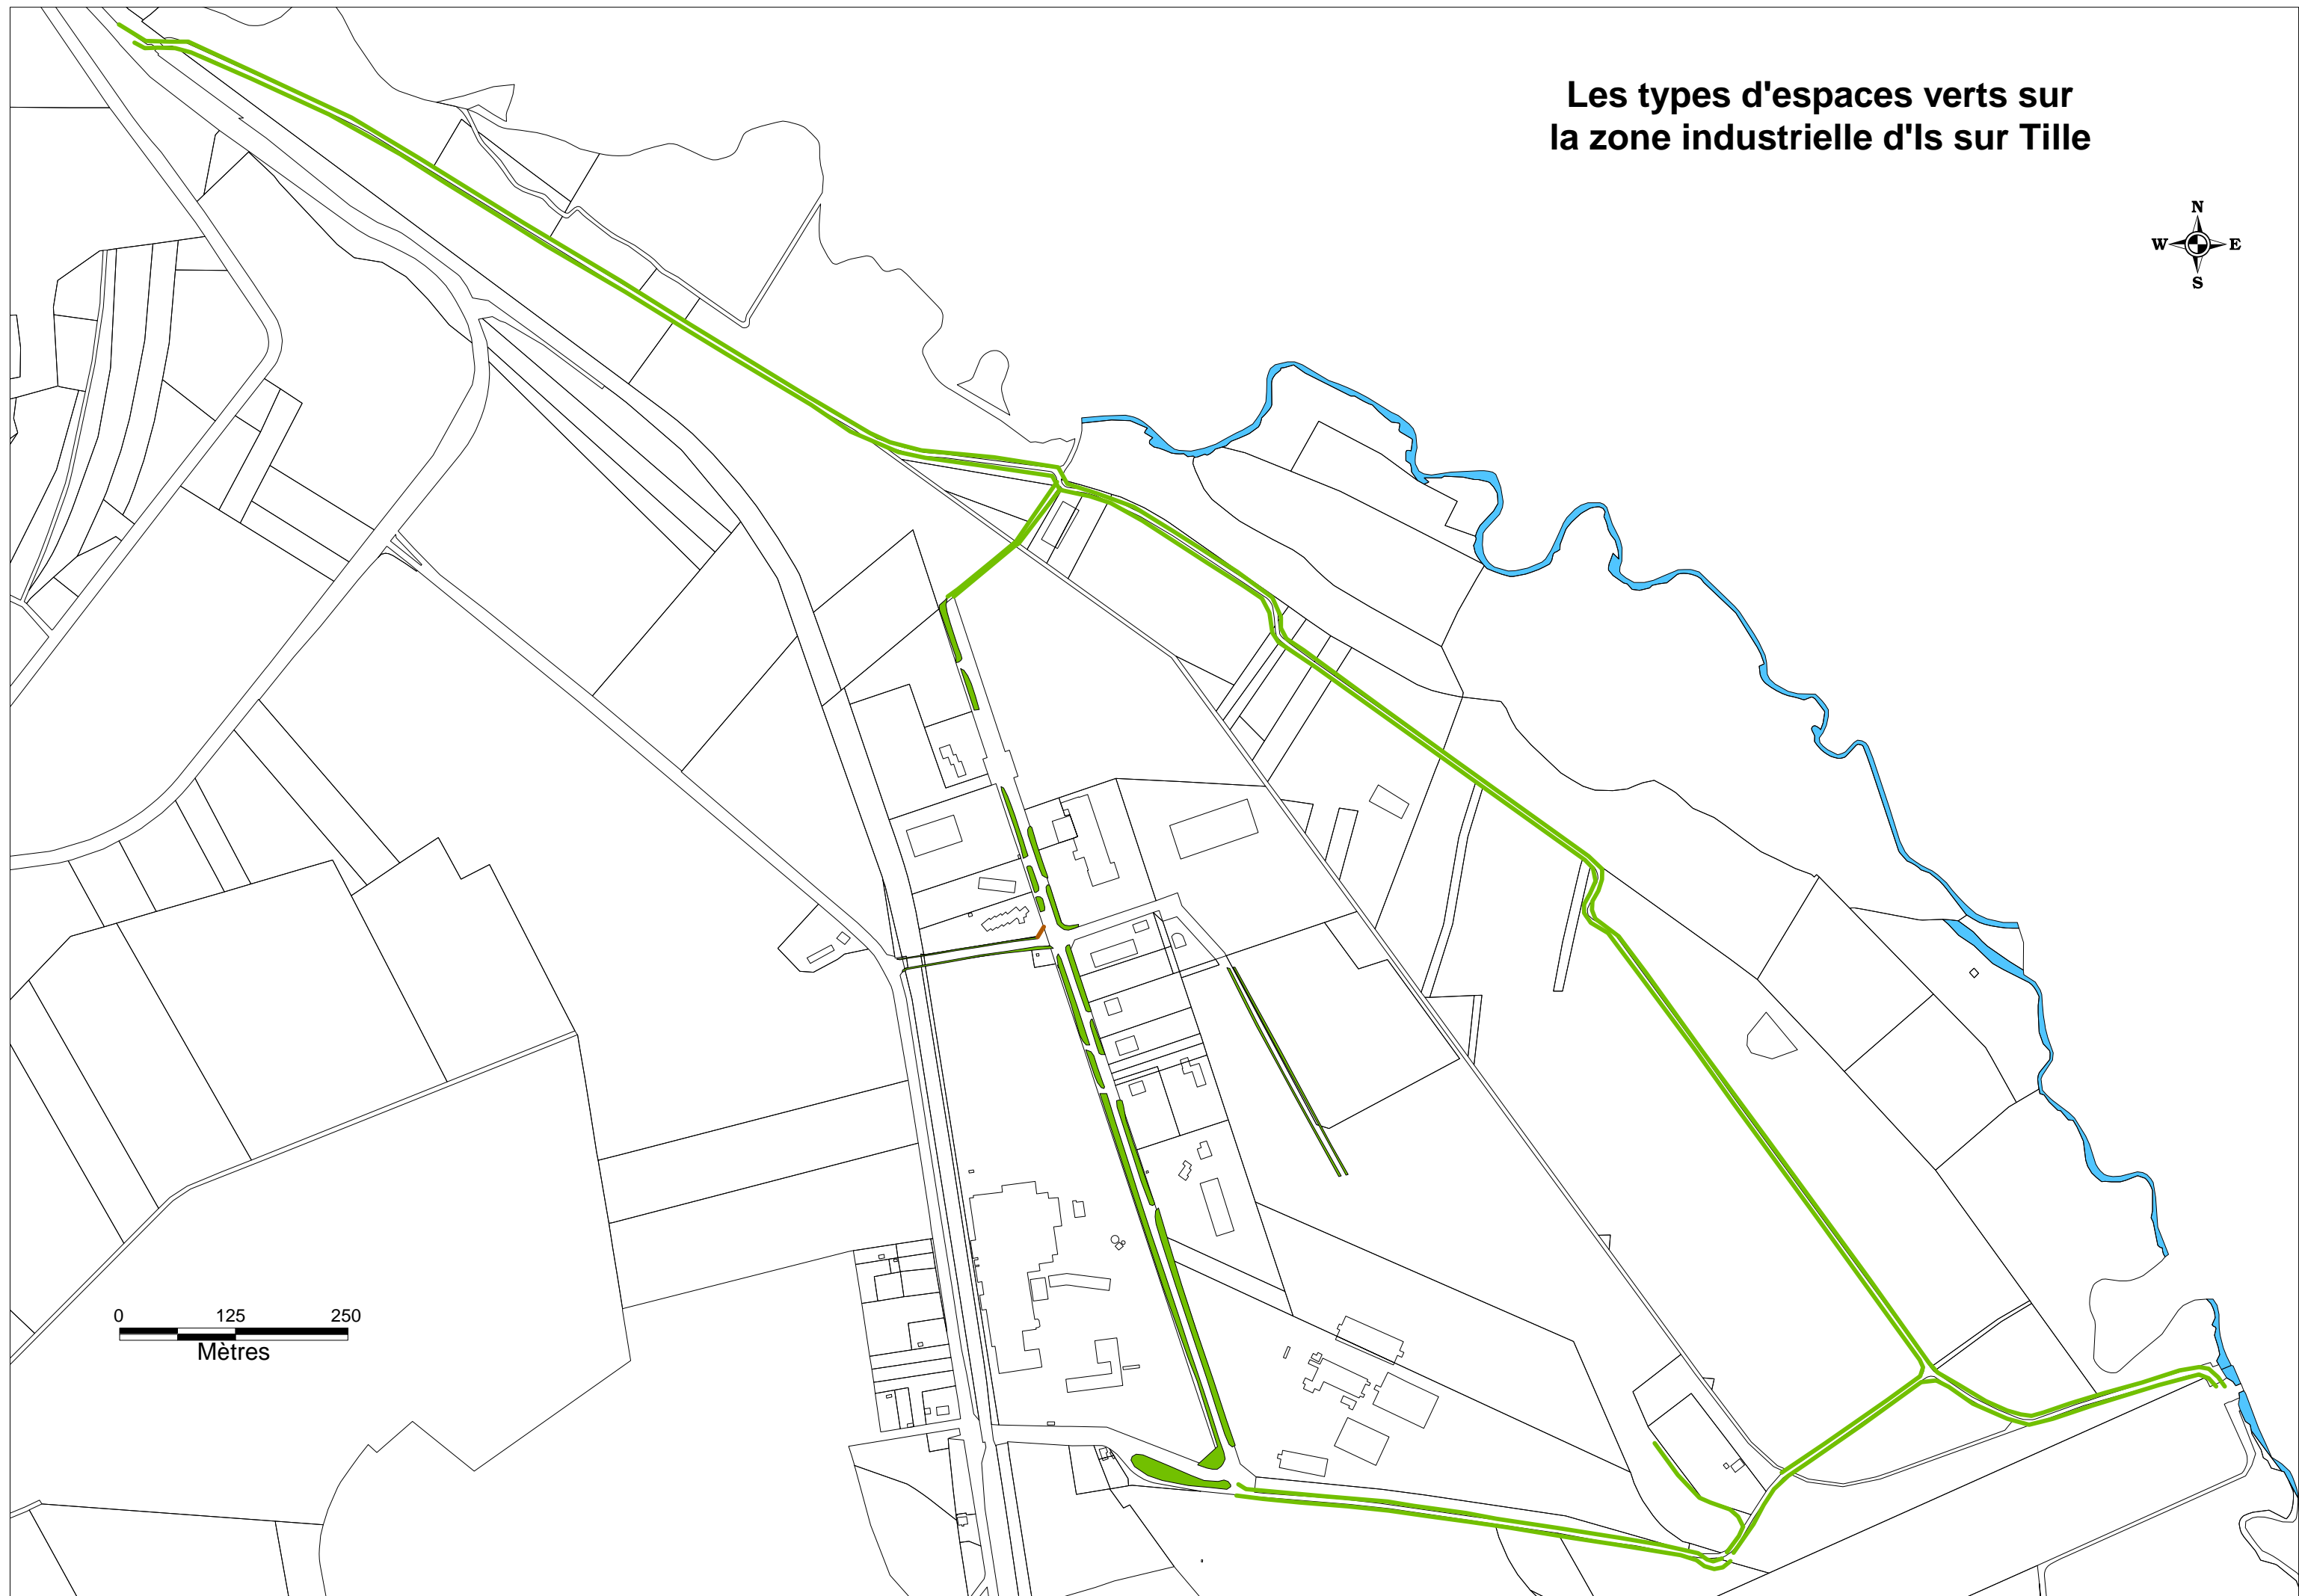 Les types d'espaces verts sur
la zone industrielle d'Is sur Tille
N
W E
S
0 125 250
Mètres